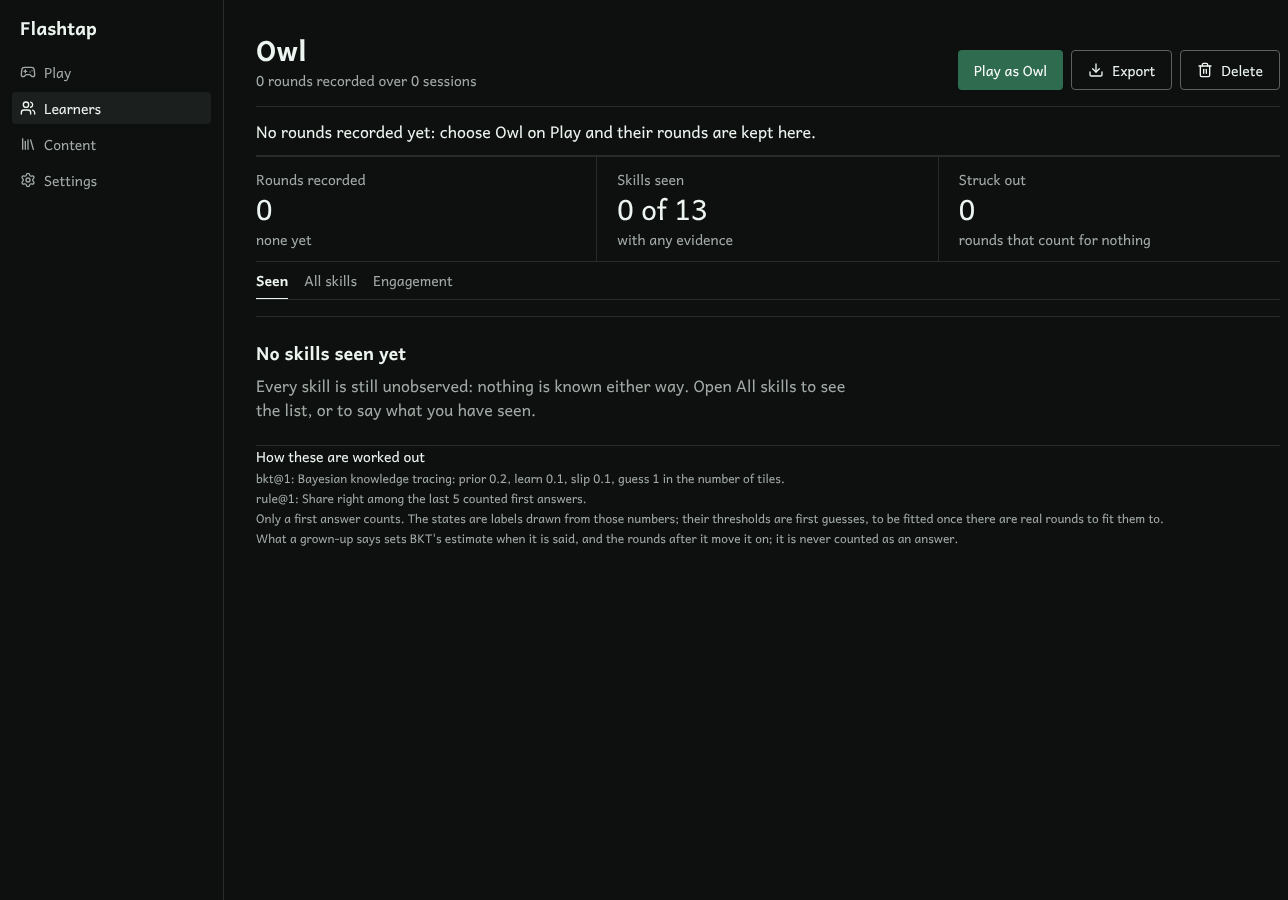 Flashtap
Play
Learners
Content
Settings
Owl
0 rounds recorded over 0 sessions
Play as Owl
Export
Delete
No rounds recorded yet: choose Owl on Play and their rounds are kept here.
Rounds recorded
0
none yet
Skills seen
0 of 13
with any evidence
Struck out
0
rounds that count for nothing
Seen
All skills
Engagement
No skills seen yet
Every skill is still unobserved: nothing is known either way. Open All skills to see
the list, or to say what you have seen.
How these are worked out
bkt@1: Bayesian knowledge tracing: prior 0.2, learn 0.1, slip 0.1, guess 1 in the number of tiles.
rule@1: Share right among the last 5 counted first answers.
Only a first answer counts. The states are labels drawn from those numbers; their thresholds are first guesses, to be fitted once there are real rounds to fit them to.
What a grown-up says sets BKT's estimate when it is said, and the rounds after it move it on; it is never counted as an answer.